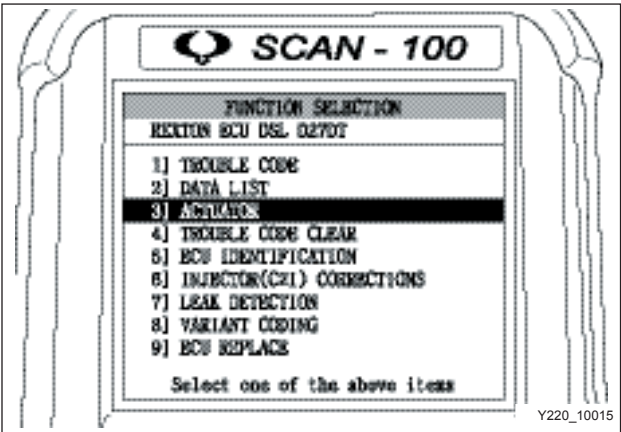 SCAN - 100
FUNCTION SELECTION
REXTON ECU DSL D27DT
1] TROUBLE CODE
2] DATA LIST
3] ACTUATOR
4] TROUBLE CODE CLEAR
5] ECU IDENTIFICATION
6] INJECTOR(C2I) CORRECTIONS
7] LEAK DETECTION
8] VARIANT CODING
9] ECU REPLACE
Select one of the above items
Y220_10015